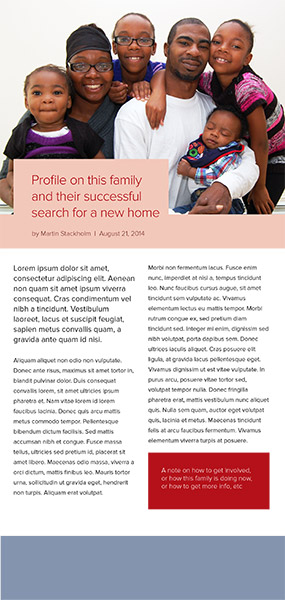 Profile on this family
and their successful
search for a new home
by Martin Stackholm | August 21, 2014
Lorem ipsum dolor sit amet,
consectetur adipiscing elit. Aenean
non quam sit amet ipsum viverra
consequat. Cras condimentum vel
nibh a tincidunt. Vestibulum
laoreet, lacus et suscipit feugiat,
sapien metus convallis quam, a
gravida ante quam id nisi.
Aliquam aliquet non odio non vulputate.
Donec ante risus, maximus sit amet tortor in,
blandit pulvinar dolor. Duis consequat
convallis lorem, sit amet ultricies ipsum
pharetra et. Nam vitae lorem id lorem
faucibus lacinia. Donec quis arcu mattis
metus commodo tempor. Pellentesque
bibendum dictum facilisis. Sed mattis
accumsan nibh et congue. Fusce massa
tellus, ultricies sed pretium id, placerat sit
amet libero. Maecenas odio massa, viverra a
orci dictum, mattis finibus leo. Mauris tortor
urna, sollicitudin ut gravida eget, hendrerit
non turpis. Aliquam erat volutpat.
Morbi non fermentum lacus. Fusce enim
nunc, imperdiet at nisl a, tempus tincidunt
leo. Nunc faucibus cursus augue, sit amet
tincidunt sem vulputate ac. Vivamus
elementum lectus eu mattis tempor. Morbi
rutrum congue ex, sed pretium diam
tincidunt sed. Integer mi enim, dignissim sed
nibh volutpat, porta dapibus sem. Donec
ultrices iaculis aliquet. Cras posuere elit
ligula, at gravida lacus pellentesque eget.
Vivamus dignissim ut est vitae vulputate. In
purus arcu, posuere vitae tortor sed,
volutpat tempor nulla. Donec fringilla
pharetra erat, mattis vestibulum nunc aliquet
quis. Nulla sem quam, auctor eget volutpat
quis, lacinia et metus. Maecenas tincidunt
felis at arcu faucibus fermentum. Vivamus
elementum viverra turpis at posuere.
A note on how to get involved,
or how this family is doing now,
or how to get more info, etc